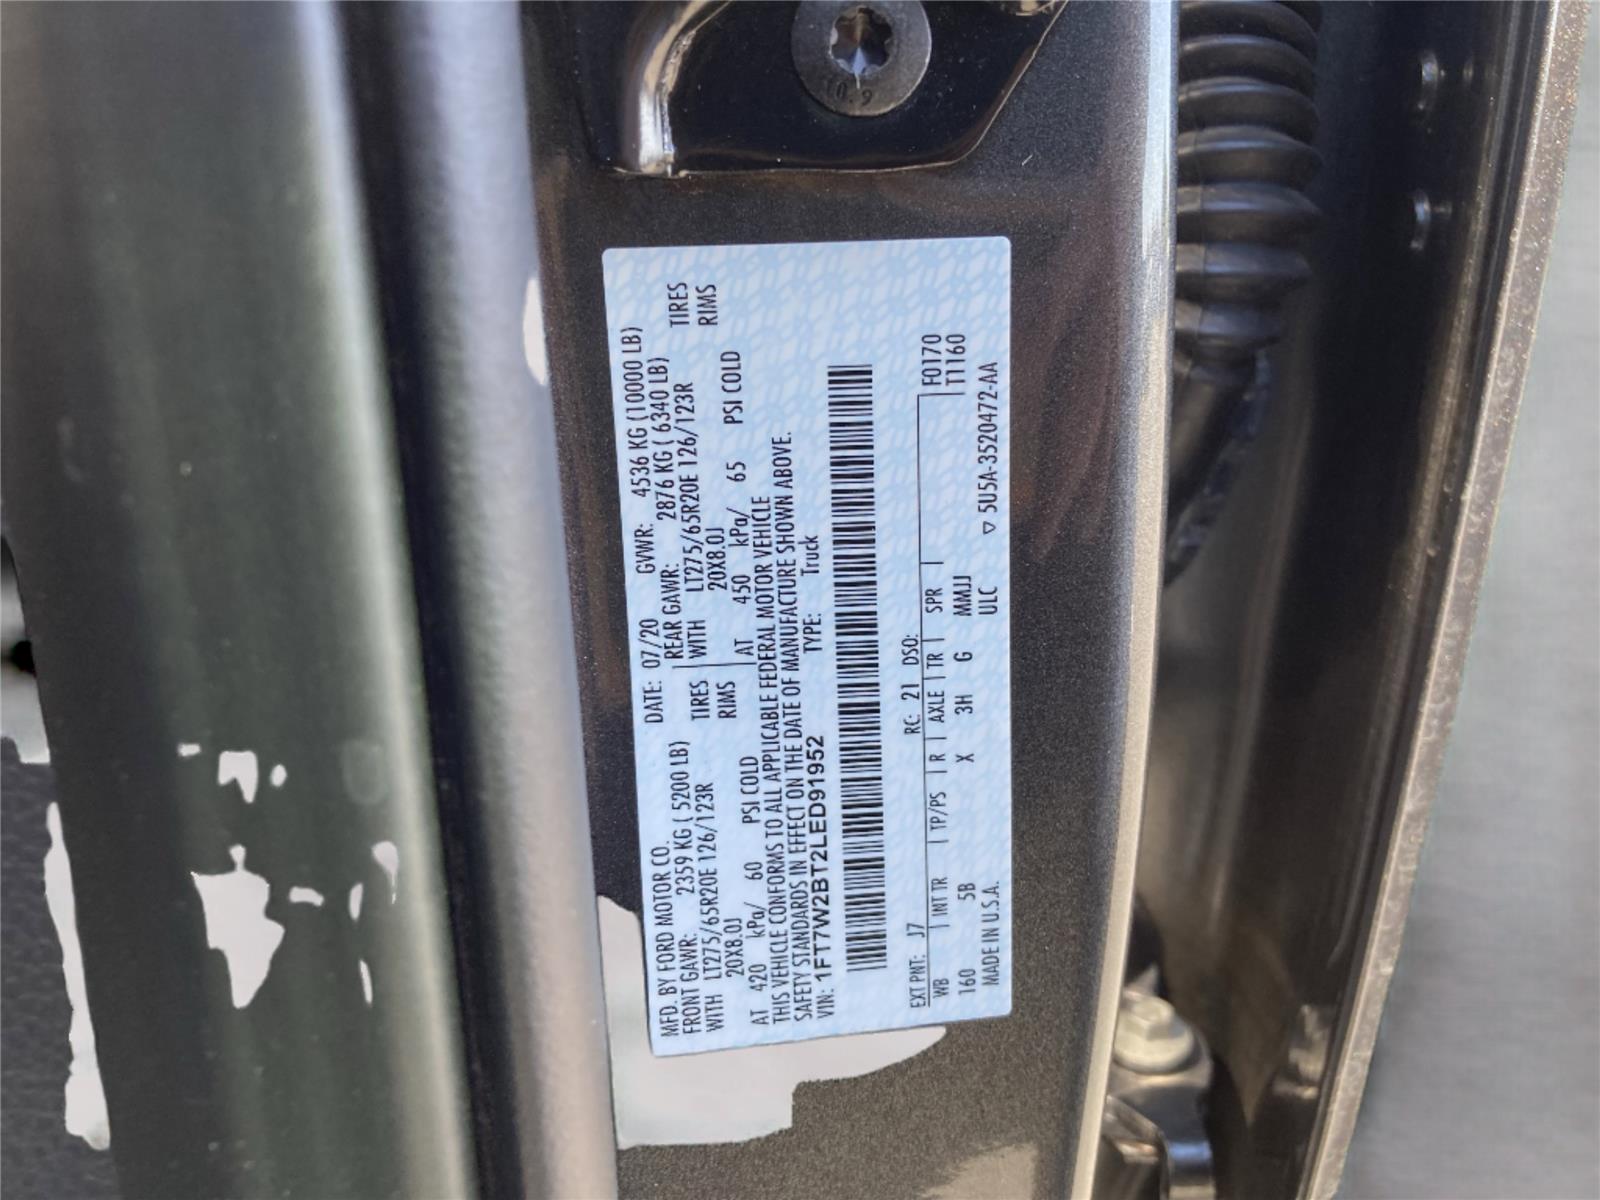 MFD. BY FORD MOTOR CO. DATE: 07/20 GVWR: 4536 KG (10000 LB)
FRONT GAWR: 2359 KG ( 5200 LB) REAR GAWR: 2876 KG ( 6340 LB)
WITH LT275/65R20E 126/123R TIRES WITH LT275/65R20E 126/123R TIRES
20X8.0J RIMS 20X8.0J RIMS
AT 420 kPa/ 60 PSI COLD AT 450 kPa/ 65 PSI COLD
THIS VEHICLE CONFORMS TO ALL APPLICABLE FEDERAL MOTOR VEHICLE
SAFETY STANDARDS IN EFFECT ON THE DATE OF MANUFACTURE SHOWN ABOVE.
VIN: 1FT7W2BT2LED91952 TYPE: Truck
EXT PNT: J7 RC: 21 DSO: F0170
WB INT TR TP/PS R AXLE TR SPR T1160
160 5B X 3H G MMJJ
MADE IN U.S.A. ULC ▽ 5U5A-3520472-AA
10.9